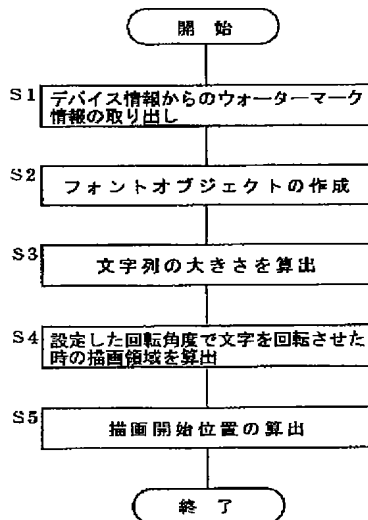 開 始
S1 デバイス情報からのウォーターマーク
情報の取り出し
S2
フォントオブジェクトの作成
S3
文字列の大きさを算出
S4 設定した回転角度で文字を回転させた
時の描画領域を算出
S5
描画開始位置の算出
終 了